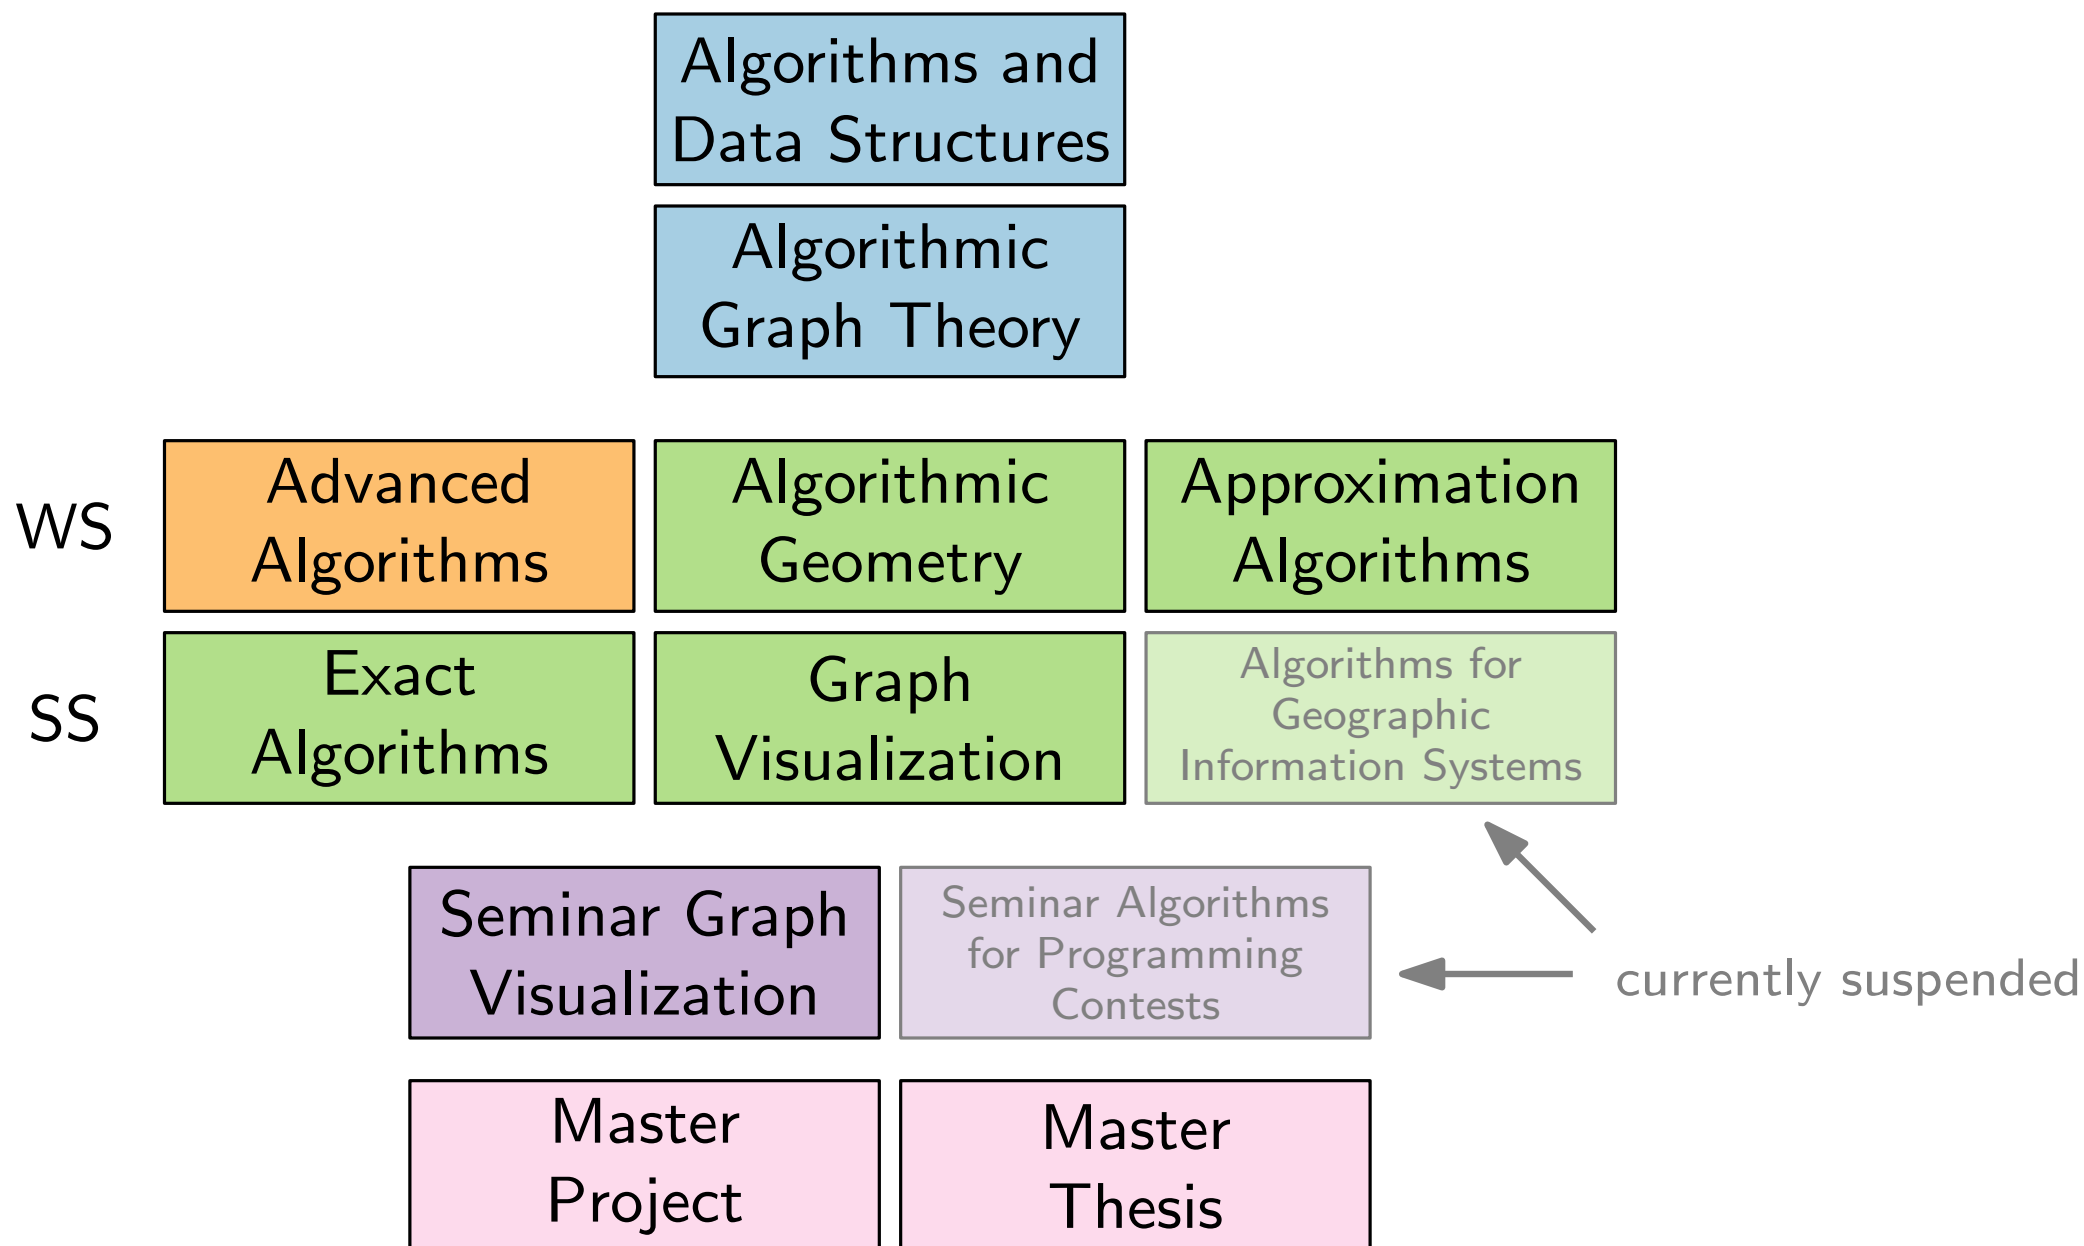 Algorithms and
Data Structures
Algorithmic
Graph Theory
WS
Advanced
Algorithms
Algorithmic
Geometry
Approximation
Algorithms
SS
Exact
Algorithms
Graph
Visualization
Algorithms for
Geographic
Information Systems
Seminar Graph
Visualization
Seminar Algorithms
for Programming
Contests
currently suspended
Master
Project
Master
Thesis